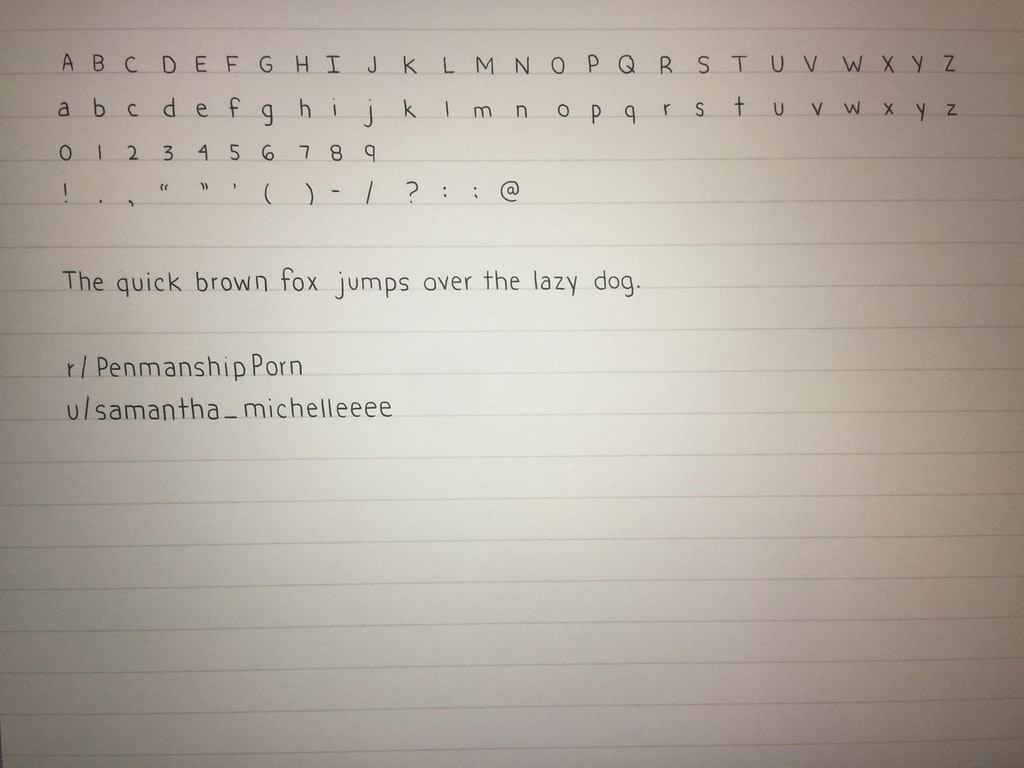 A B C D E F G H I J K L M N O P Q R S T U V W X Y Z
a b c d e f g h i j k l m n o p q r s t u v w x y z
0 1 2 3 4 5 6 7 8 9
! . , “ ” ' ( ) - / ? : ; @
The quick brown fox jumps over the lazy dog.
r/PenmanshipPorn
u/samantha_michelleeee